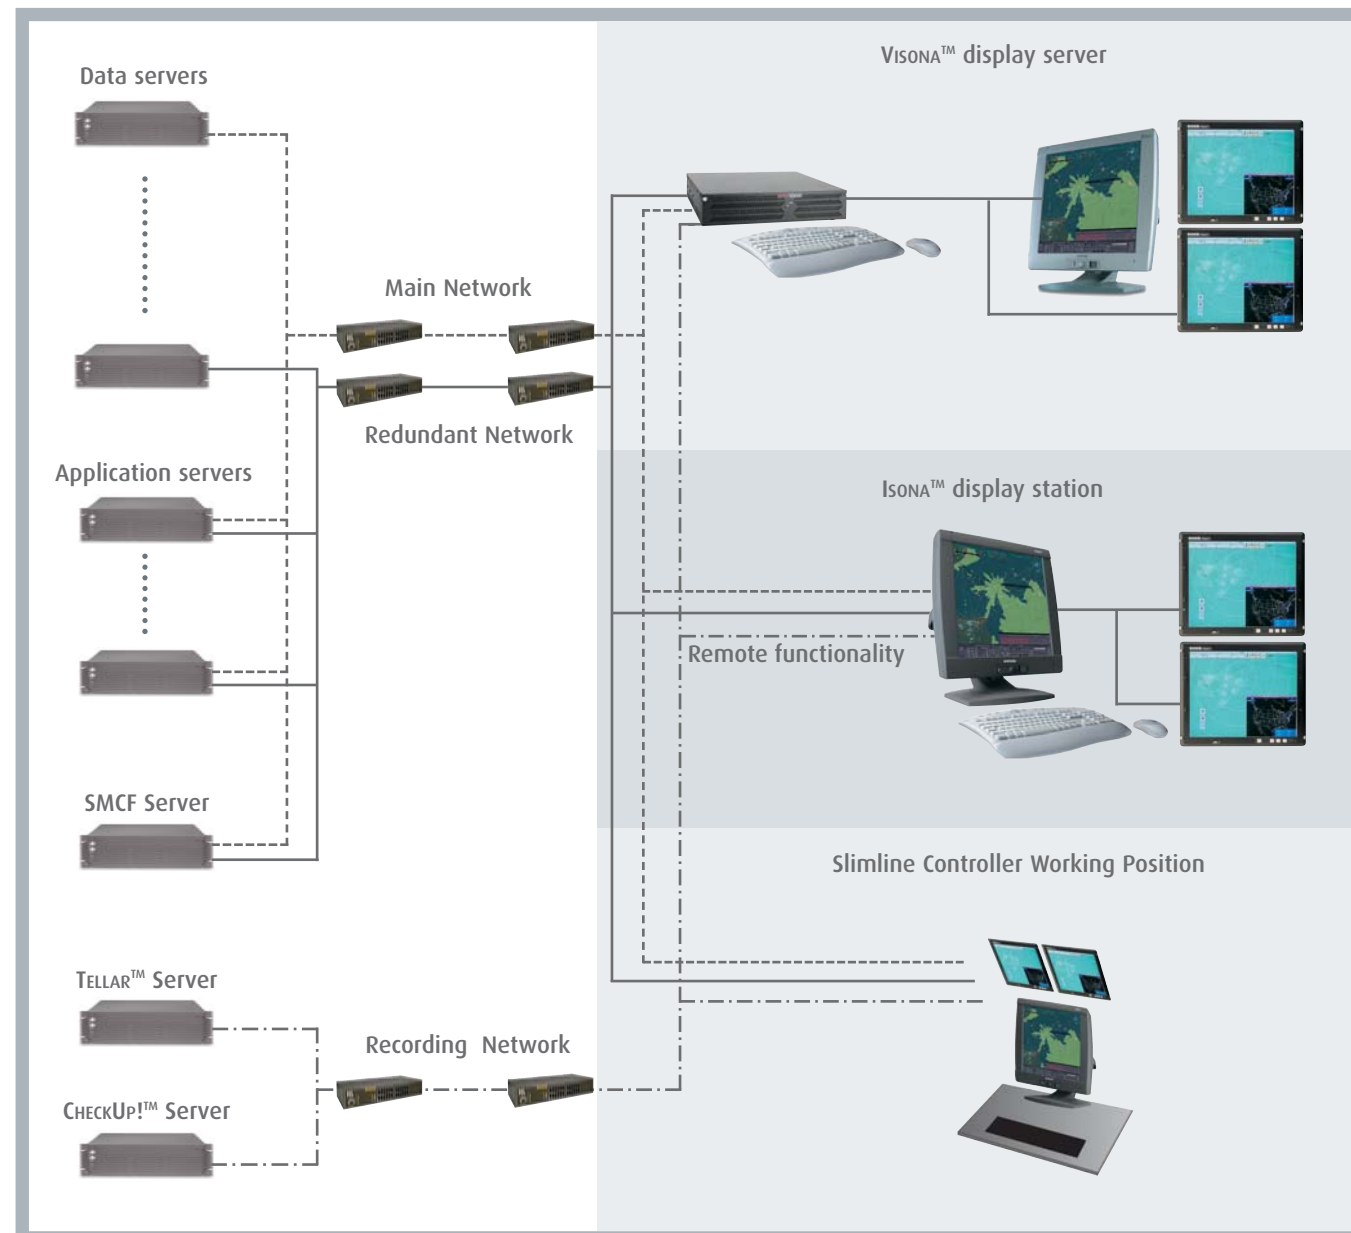 Data servers
VISONA™ display server
Main Network
Redundant Network
Application servers
ISONA™ display station
Remote functionality
SMCF Server
Slimline Controller Working Position
TELLAR™ Server
Recording Network
CHECKUP!™ Server